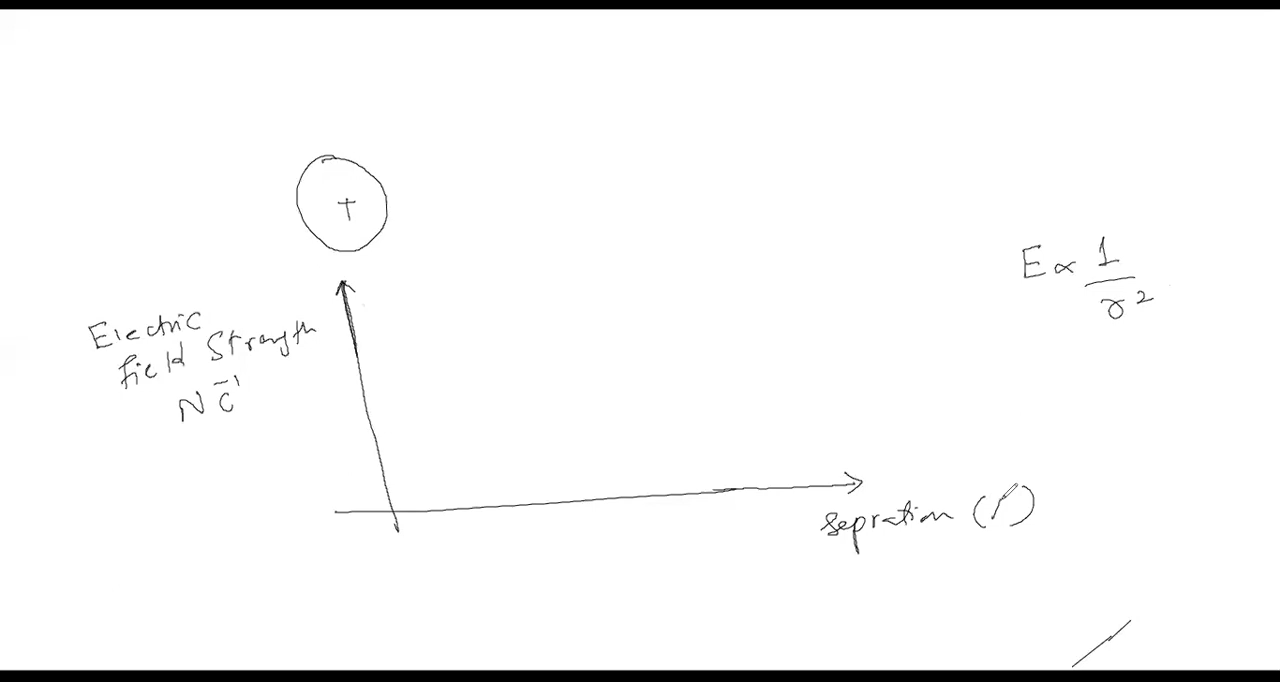 +
E ∝ 1/r²
Electric
field Strength
N C⁻¹
sepration (r)